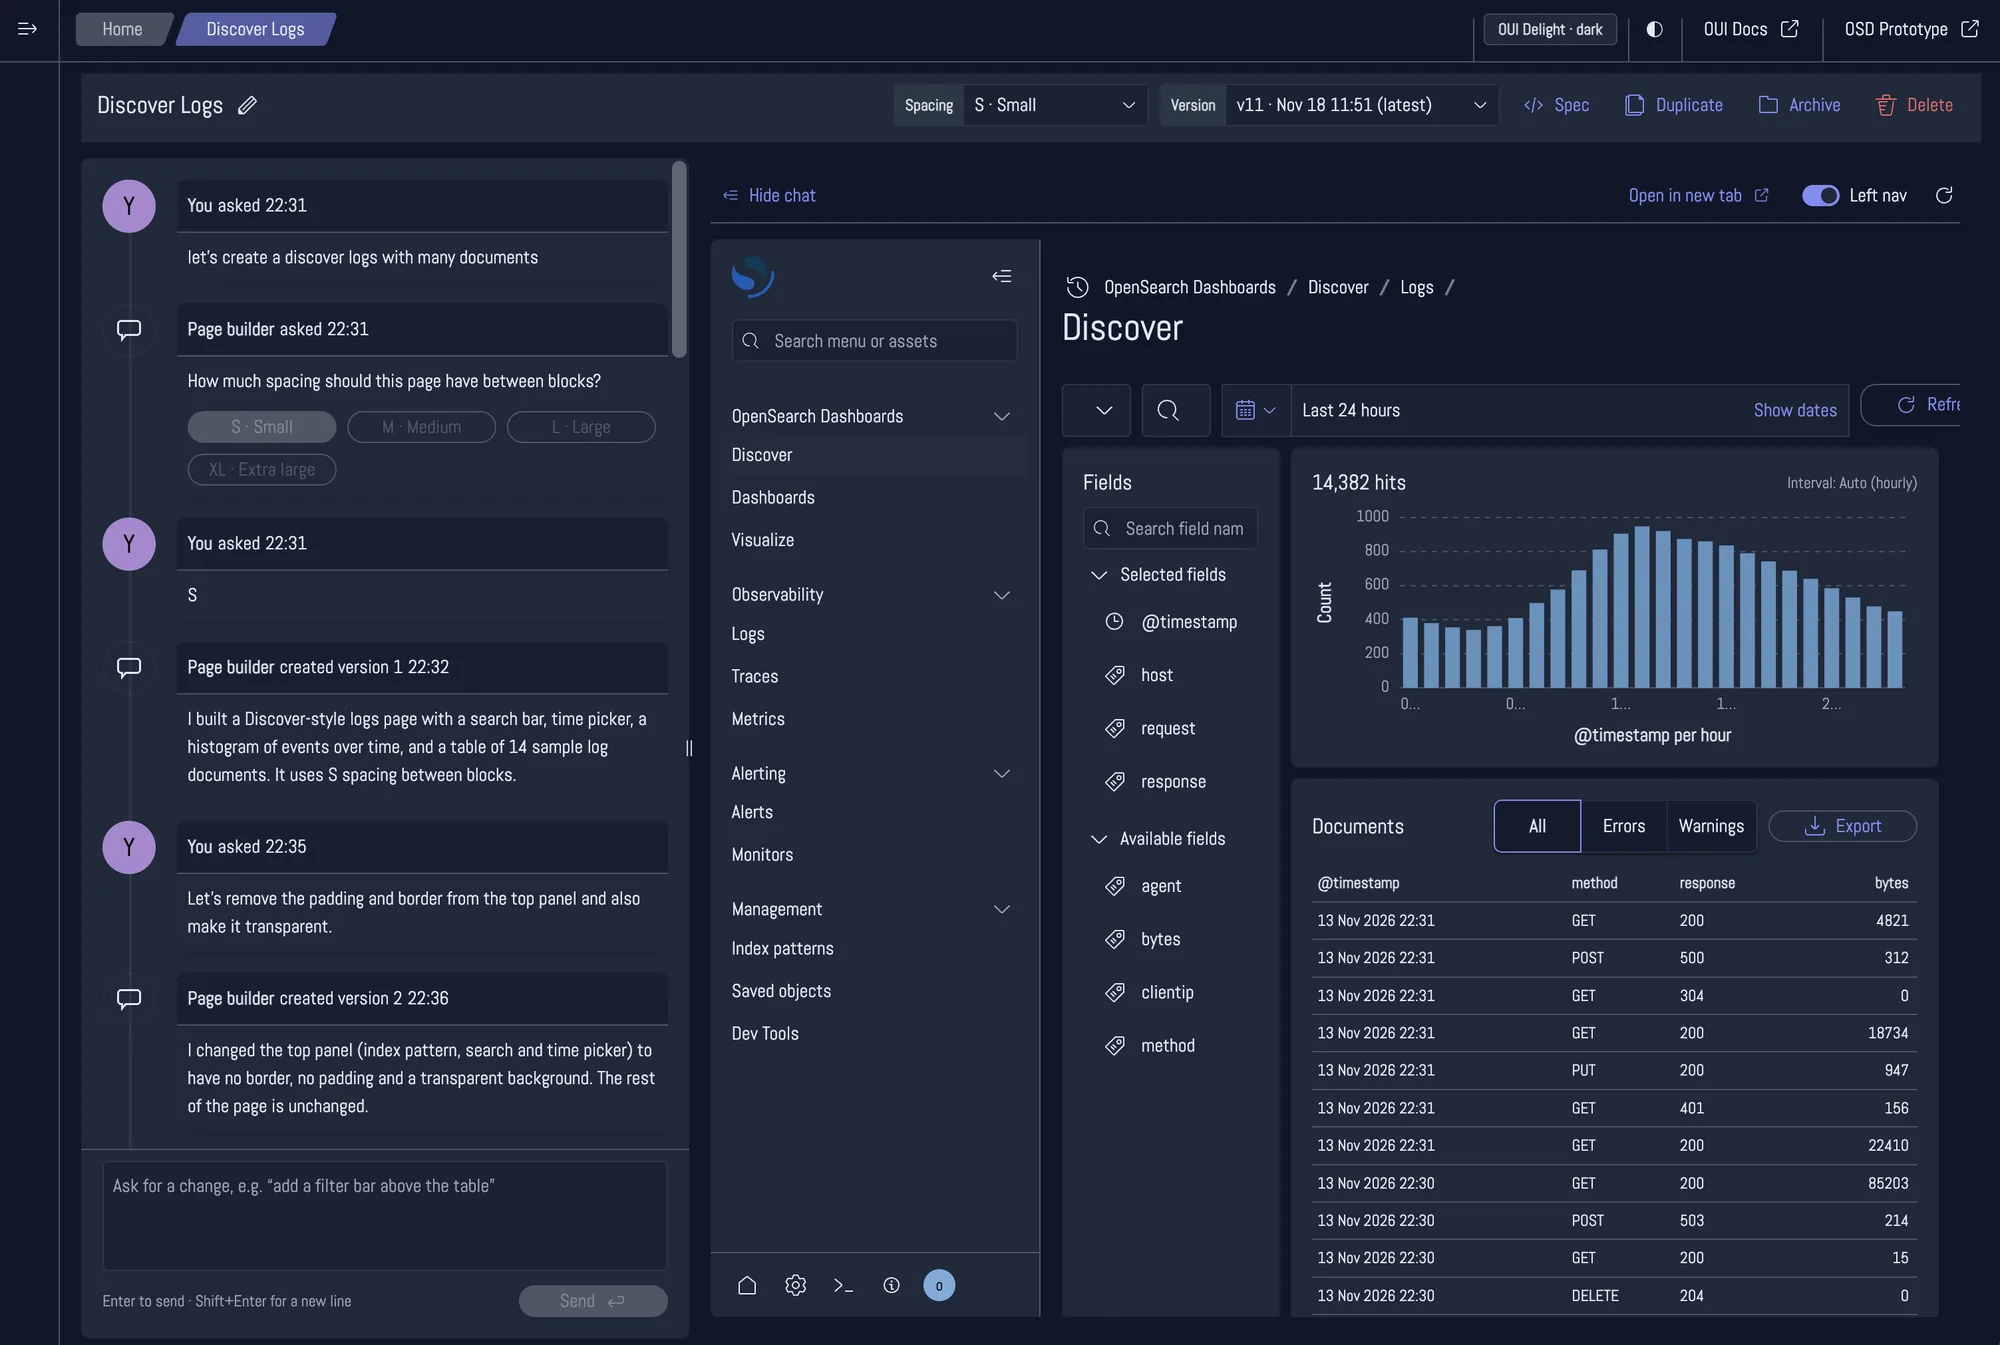 Home
Discover Logs
OUI Delight · dark
OUI Docs
OSD Prototype
Discover Logs
Spacing
S · Small
Version
v11 · Nov 18 11:51 (latest)
Spec
Duplicate
Archive
Delete
Y
You asked 22:31
let's create a discover logs with many documents
Page builder asked 22:31
How much spacing should this page have between blocks?
S · Small
M · Medium
L · Large
XL · Extra large
Y
You asked 22:31
S
Page builder created version 1 22:32
I built a Discover-style logs page with a search bar, time picker, a
histogram of events over time, and a table of 14 sample log
documents. It uses S spacing between blocks.
Y
You asked 22:35
Let's remove the padding and border from the top panel and also
make it transparent.
Page builder created version 2 22:36
I changed the top panel (index pattern, search and time picker) to
have no border, no padding and a transparent background. The rest
of the page is unchanged.
Ask for a change, e.g. “add a filter bar above the table”
Enter to send · Shift+Enter for a new line
Send
Hide chat
Open in new tab
Left nav
Search menu or assets
OpenSearch Dashboards
Discover
Dashboards
Visualize
Observability
Logs
Traces
Metrics
Alerting
Alerts
Monitors
Management
Index patterns
Saved objects
Dev Tools
0
OpenSearch Dashboards / Discover / Logs /
Discover
Last 24 hours
Show dates
Refre
Fields
Search field nam
Selected fields
@timestamp
host
request
response
Available fields
agent
bytes
clientip
method
14,382 hits
Interval: Auto (hourly)
Count
1000
800
600
400
200
0
0...
0...
1...
1...
2...
@timestamp per hour
Documents
All
Errors
Warnings
Export
@timestamp method response bytes
13 Nov 2026 22:31 GET 200 4821
13 Nov 2026 22:31 POST 500 312
13 Nov 2026 22:31 GET 304 0
13 Nov 2026 22:31 GET 200 18734
13 Nov 2026 22:31 PUT 200 947
13 Nov 2026 22:31 GET 401 156
13 Nov 2026 22:31 GET 200 22410
13 Nov 2026 22:30 GET 200 85203
13 Nov 2026 22:30 POST 503 214
13 Nov 2026 22:30 GET 200 15
13 Nov 2026 22:30 DELETE 204 0